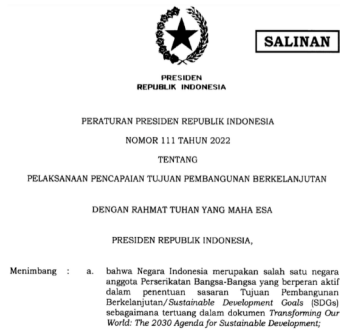 SALINAN
PRESIDEN
REPUBLIK INDONESIA
PERATURAN PRESIDEN REPUBLIK INDONESIA
NOMOR 111 TAHUN 2022
TENTANG
PELAKSANAAN PENCAPAIAN TUJUAN PEMBANGUNAN BERKELANJUTAN
DENGAN RAHMAT TUHAN YANG MAHA ESA
PRESIDEN REPUBLIK INDONESIA,
Menimbang : a. bahwa Negara Indonesia merupakan salah satu negara
anggota Perserikatan Bangsa-Bangsa yang berperan aktif
dalam penentuan sasaran Tujuan Pembangunan
Berkelanjutan/Sustainable Development Goals (SDGs)
sebagaimana tertuang dalam dokumen Transforming Our
World: The 2030 Agenda for Sustainable Development;